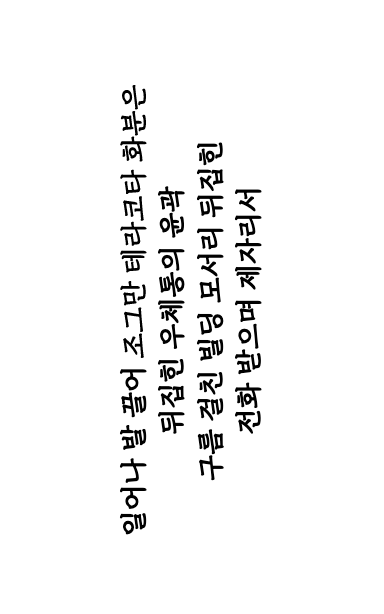 일어나 발 끌어 조그만 테라코타 화분은
뒤집힌 우체통의 윤곽
구름 걸친 빌딩 모서리 뒤집힌
전화 받으며 제자리서